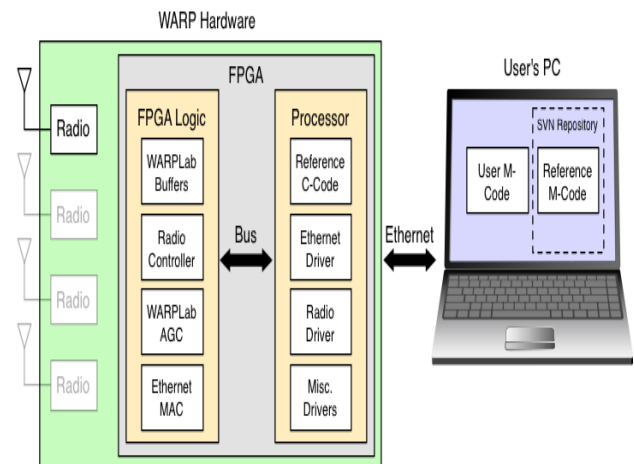 WARP Hardware
FPGA
User's PC
Radio
Radio
Radio
Radio
FPGA Logic
WARPLab
Buffers
Radio
Controller
WARPLab
AGC
Ethernet
MAC
Bus
Processor
Reference
C-Code
Ethernet
Driver
Radio
Driver
Misc.
Drivers
Ethernet
SVN Repository
User M-
Code
Reference
M-Code